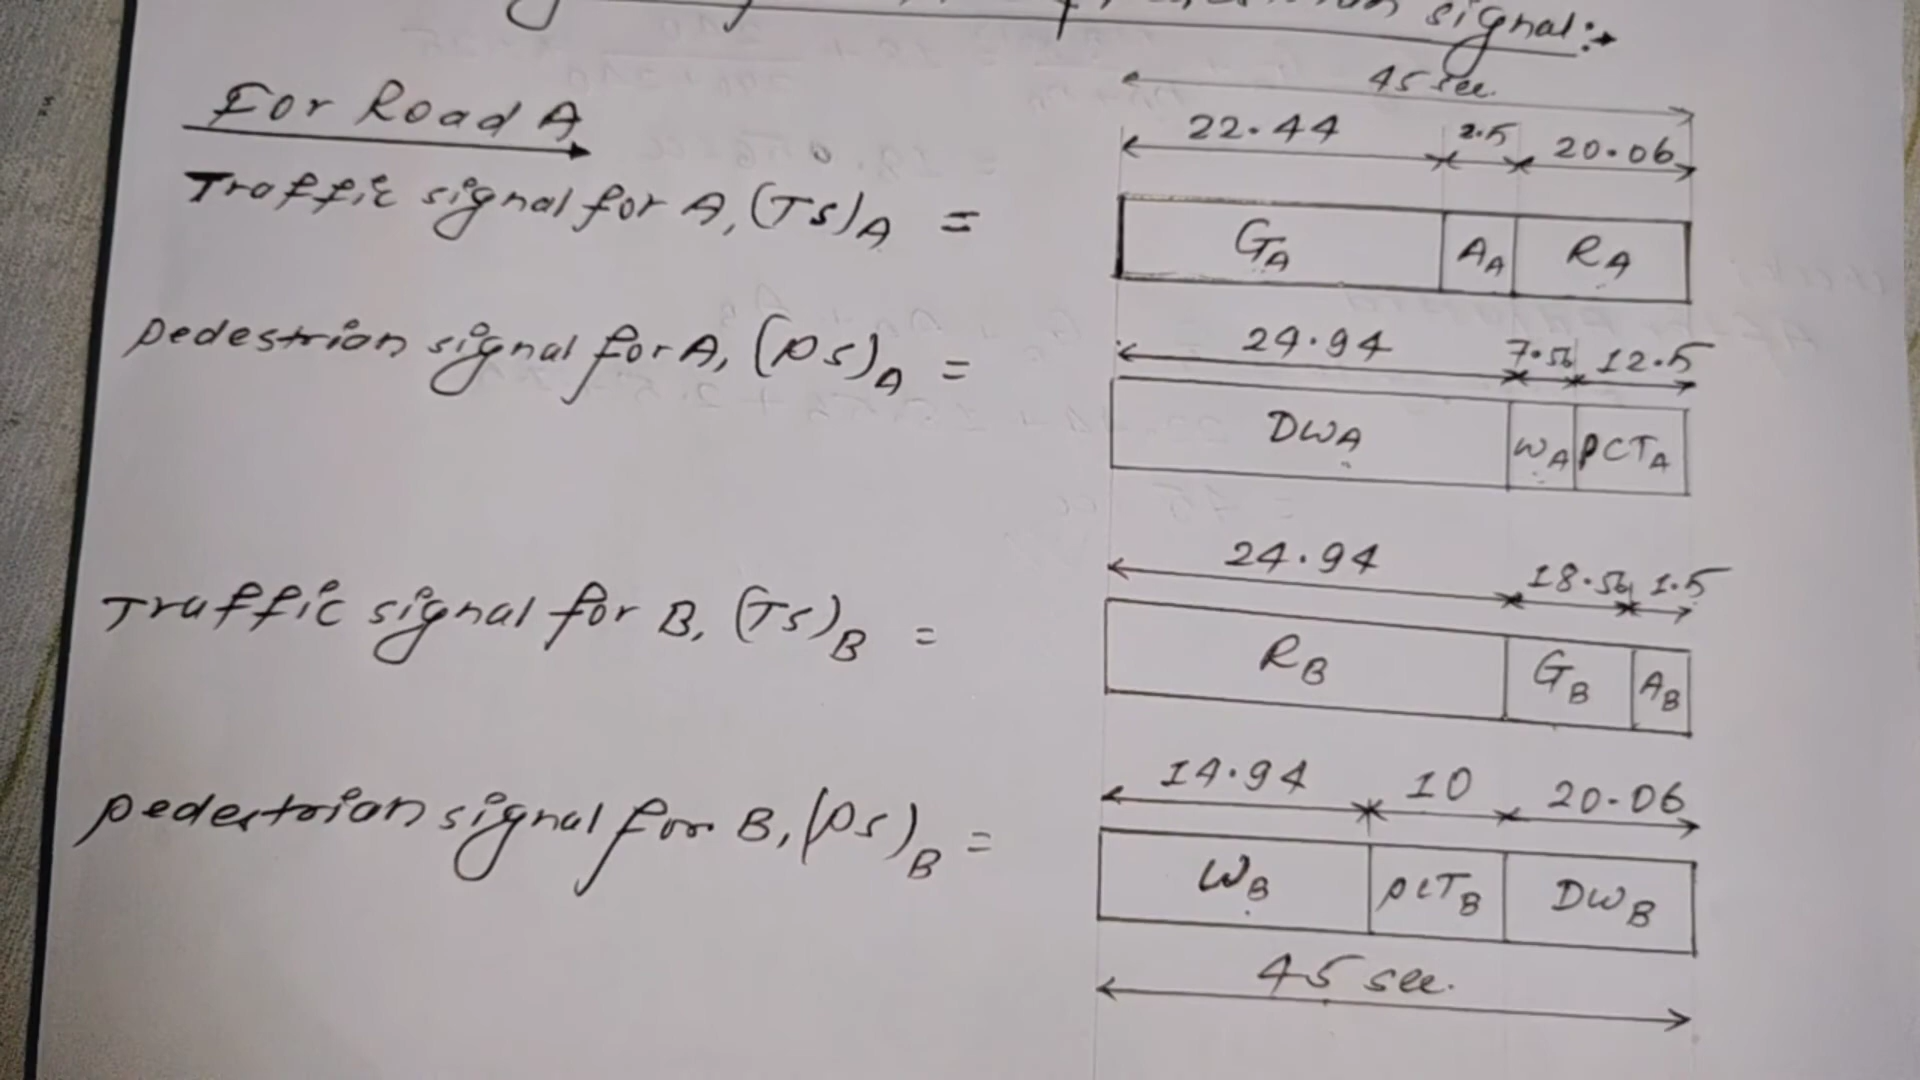 signal:→
45 sec.
For Road A
22.44 2.5 20.06
Traffic signal for A, (TS)A =
GA AA RA
Pedestrian signal for A, (PS)A =
24.94 7.56 12.5
DWA WA PCTA
24.94 18.56 1.5
Traffic signal for B, (TS)B =
RB GB AB
14.94 10 20.06
pedestrian signal for B, (PS)B =
WB PCTB DWB
45 sec.